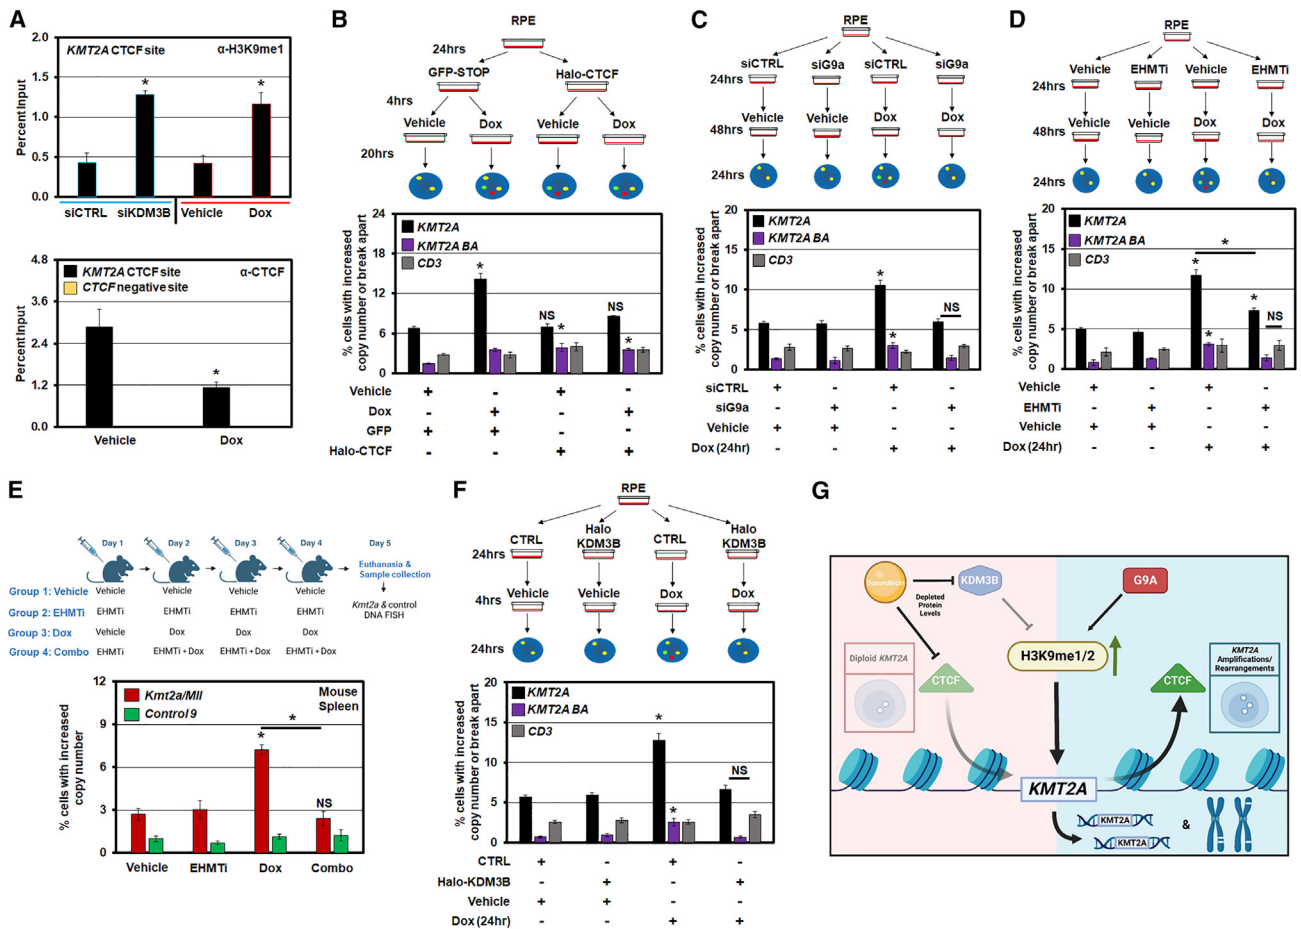 A
KMT2A CTCF site α-H3K9me1
Percent Input
2.0
1.5
1.0
0.5
0.0
* *
siCTRL siKDM3B Vehicle Dox
KMT2A CTCF site α-CTCF
CTCF negative site
Percent Input
4.8
3.6
2.4
1.2
0.0
*
Vehicle Dox
B
RPE
24hrs
GFP-STOP Halo-CTCF
4hrs
Vehicle Dox Vehicle Dox
20hrs
% cells with increased
copy number or break apart
24
20
16
12
8
4
0
KMT2A
KMT2A BA
CD3
* NS * NS *
Vehicle + - + -
Dox - + - +
GFP + + - -
Halo-CTCF - - + +
C
RPE
siCTRL siG9a siCTRL siG9a
24hrs
Vehicle Vehicle Dox Dox
48hrs
24hrs
% cells with increased
copy number or break apart
20
15
10
5
0
KMT2A
KMT2A BA
CD3
* * NS
siCTRL + - + -
siG9a - + - +
Vehicle + + - -
Dox (24hr) - - + +
D
RPE
Vehicle EHMTi Vehicle EHMTi
24hrs
Vehicle Vehicle Dox Dox
48hrs
24hrs
% cells with increased
copy number or break apart
20
15
10
5
0
KMT2A
KMT2A BA
CD3
* * * * NS
Vehicle + - + -
EHMTi - + - +
Vehicle + + - -
Dox (24hr) - - + +
E
Day 1 Day 2 Day 3 Day 4 Day 5
Euthanasia &
Sample collection
Kmt2a & control
DNA FISH
Group 1: Vehicle Vehicle Vehicle Vehicle Vehicle
Group 2: EHMTi EHMTi EHMTi EHMTi EHMTi
Group 3: Dox Vehicle Dox Dox Dox
Group 4: Combo EHMTi EHMTi + Dox EHMTi + Dox EHMTi + Dox
% cells with increased
copy number
12
9
6
3
0
Kmt2a/Mll
Control 9
Mouse
Spleen
* * NS
Vehicle EHMTi Dox Combo
F
RPE
CTRL Halo KDM3B CTRL Halo KDM3B
24hrs
Vehicle Vehicle Dox Dox
4hrs
24hrs
% cells with increased
copy number or break apart
20
15
10
5
0
KMT2A
KMT2A BA
CD3
* * NS
CTRL + - + -
Halo-KDM3B - + - +
Vehicle + + - -
Dox (24hr) - - + +
G
Doxorubicin KDM3B G9A
Depleted
Protein
Levels
H3K9me1/2
Diploid KMT2A
CTCF CTCF
KMT2A
Amplifications/
Rearrangements
KMT2A
KMT2A &
KMT2A